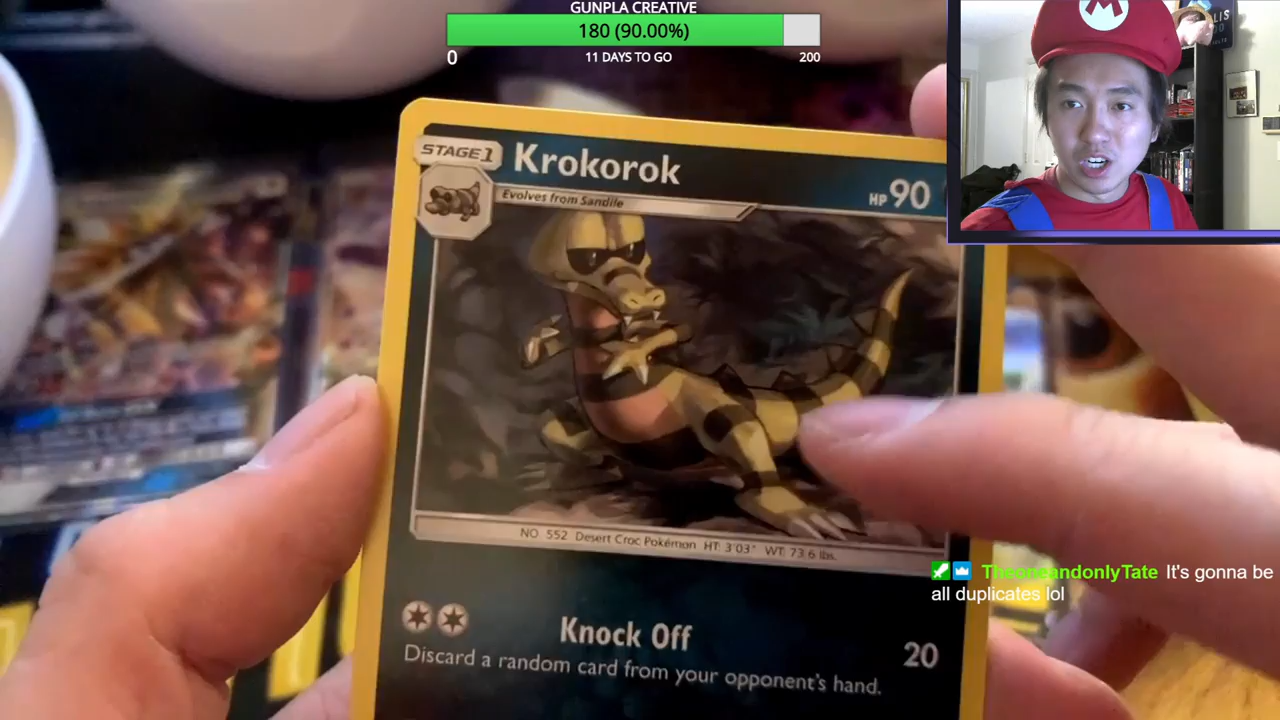 GUNPLA CREATIVE
180 (90.00%)
0
11 DAYS TO GO
200
STAGE 1
Krokorok
HP 90
Evolves from Sandile
NO. 552 Desert Croc Pokémon HT: 3'03" WT: 73.6 lbs.
Knock Off
20
Discard a random card from your opponent's hand.
TheoneandonlyTate It's gonna be
all duplicates lol